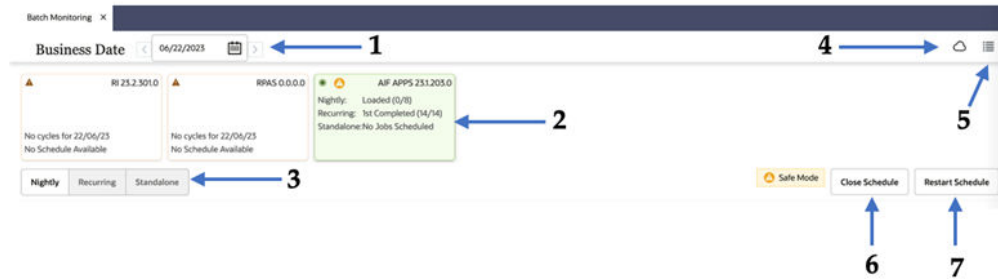 Batch Monitoring ×
Business Date < 06/22/2023 > 1 4
RI 23.2.301.0
No cycles for 22/06/23
No Schedule Available
RPAS 0.0.0.0
No cycles for 22/06/23
No Schedule Available
AIF APPS 23.1.203.0
Nightly: Loaded (0/8)
Recurring: 1st Completed (14/14)
Standalone: No Jobs Scheduled
2
5
Nightly Recurring Standalone 3
Safe Mode Close Schedule Restart Schedule
6 7